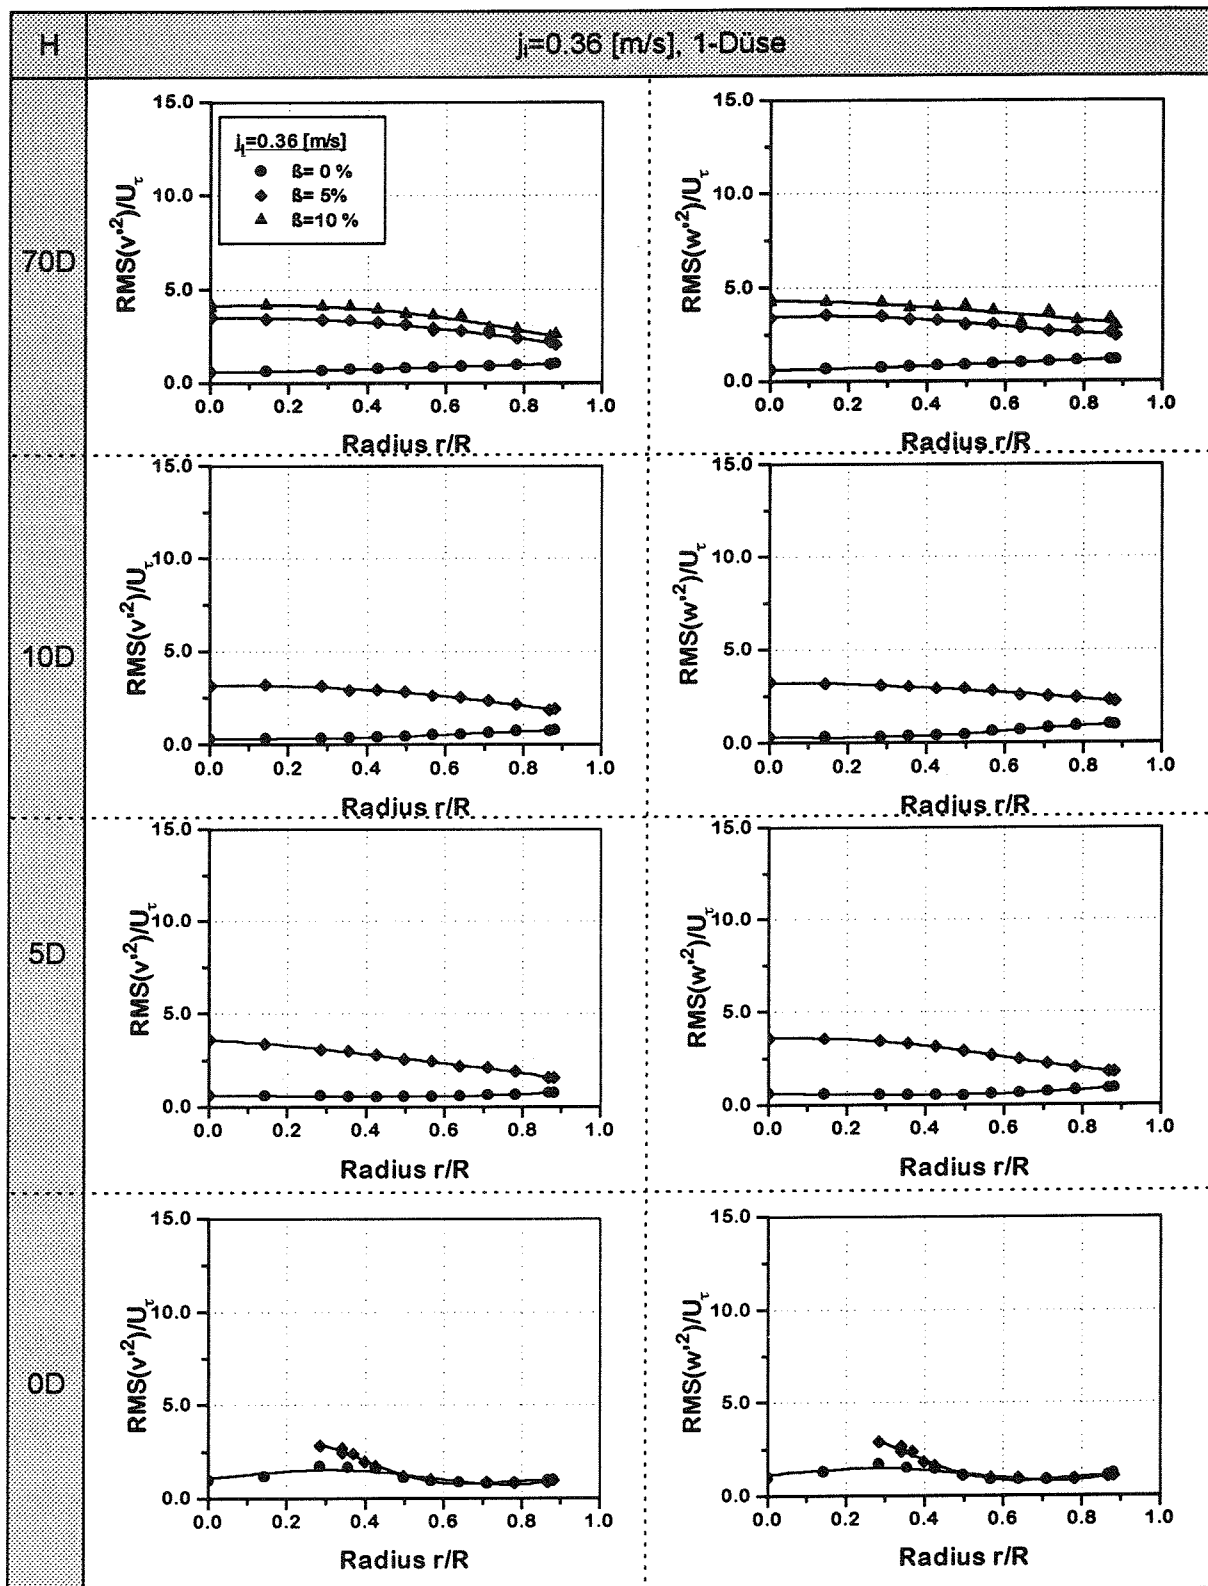 H
jₗ=0.36 [m/s], 1-Düse
70D
RMS(v'²)/U_τ
15.0
10.0
5.0
0.0
jₗ=0.36 [m/s]
ß= 0 %
ß= 5%
ß=10 %
0.0 0.2 0.4 0.6 0.8 1.0
Radius r/R
RMS(w'²)/U_τ
15.0
10.0
5.0
0.0
0.0 0.2 0.4 0.6 0.8 1.0
Radius r/R
10D
RMS(v'²)/U_τ
15.0
10.0
5.0
0.0
0.0 0.2 0.4 0.6 0.8 1.0
Radius r/R
RMS(w'²)/U_τ
15.0
10.0
5.0
0.0
0.0 0.2 0.4 0.6 0.8 1.0
Radius r/R
5D
RMS(v'²)/U_τ
15.0
10.0
5.0
0.0
0.0 0.2 0.4 0.6 0.8 1.0
Radius r/R
RMS(w'²)/U_τ
15.0
10.0
5.0
0.0
0.0 0.2 0.4 0.6 0.8 1.0
Radius r/R
0D
RMS(v'²)/U_τ
15.0
10.0
5.0
0.0
0.0 0.2 0.4 0.6 0.8 1.0
Radius r/R
RMS(w'²)/U_τ
15.0
10.0
5.0
0.0
0.0 0.2 0.4 0.6 0.8 1.0
Radius r/R